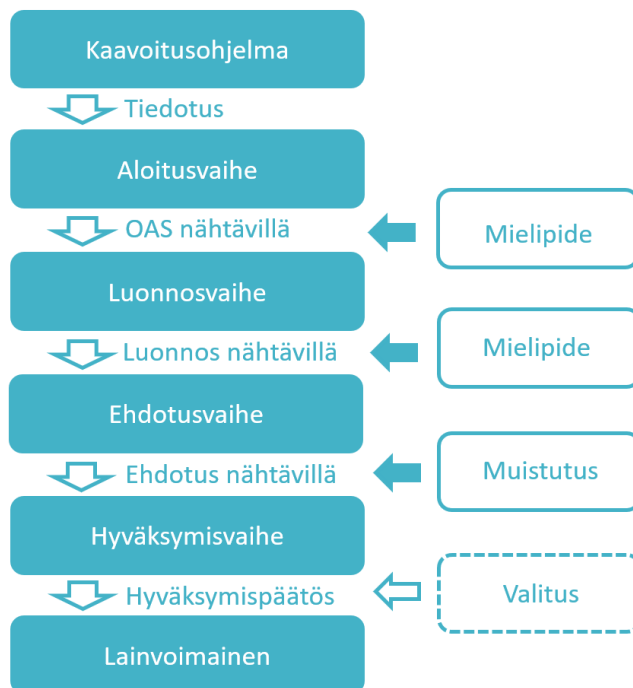 Kaavoitusohjelma
Tiedotus
Aloitusvaihe
OAS nähtävillä
Mielipide
Luonnosvaihe
Luonnos nähtävillä
Mielipide
Ehdotusvaihe
Ehdotus nähtävillä
Muistutus
Hyväksymisvaihe
Hyväksymispäätös
Valitus
Lainvoimainen